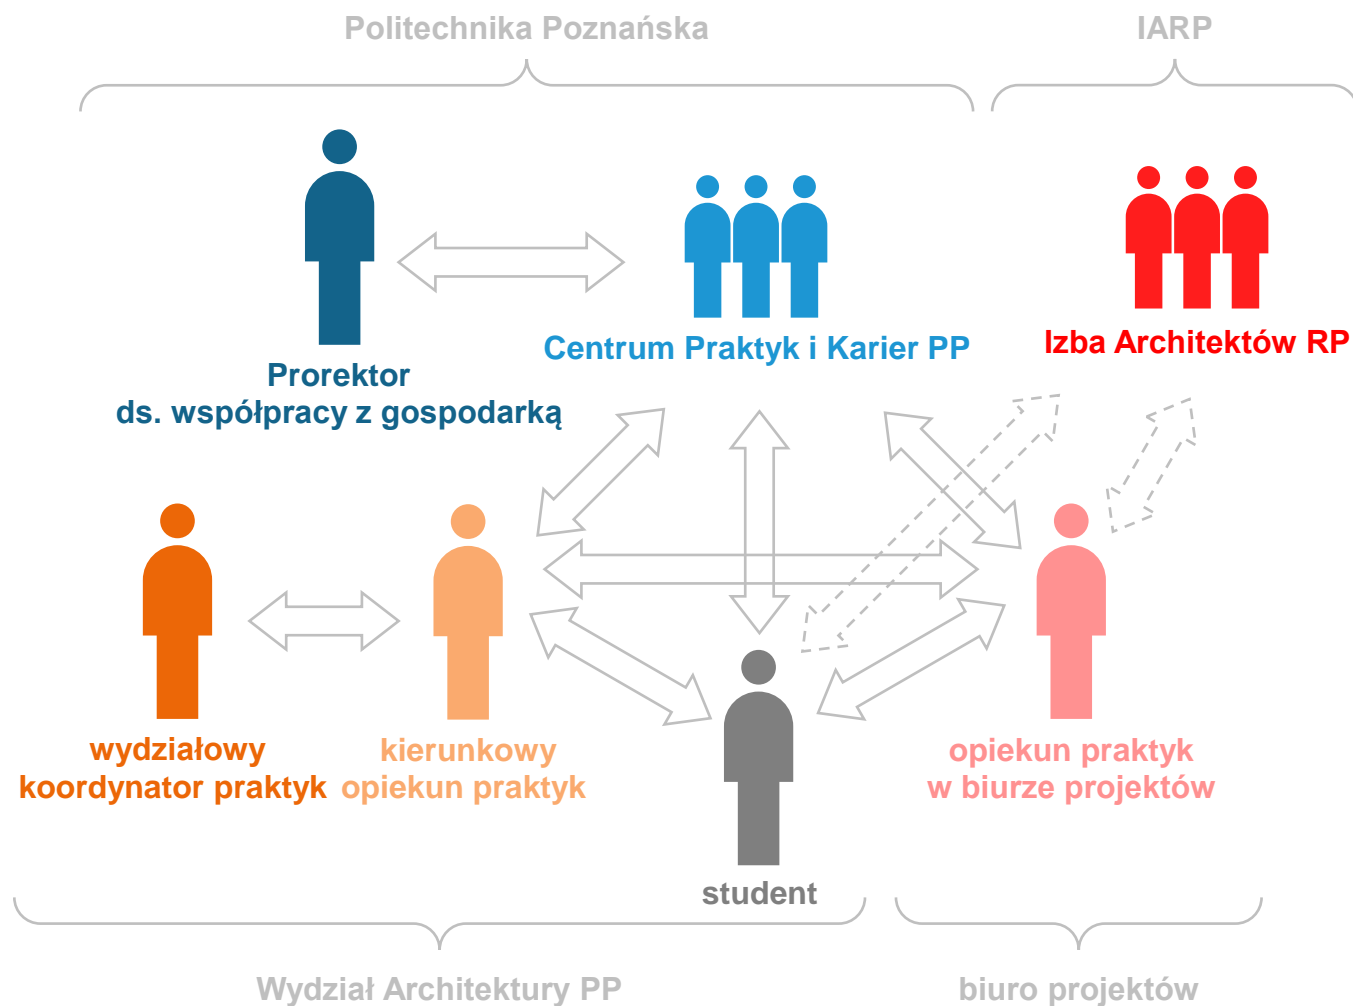 Politechnika Poznańska
IARP
Prorektor
ds. współpracy z gospodarką
Centrum Praktyk i Karier PP
Izba Architektów RP
wydziałowy
koordynator praktyk
kierunkowy
opiekun praktyk
student
opiekun praktyk
w biurze projektów
Wydział Architektury PP
biuro projektów